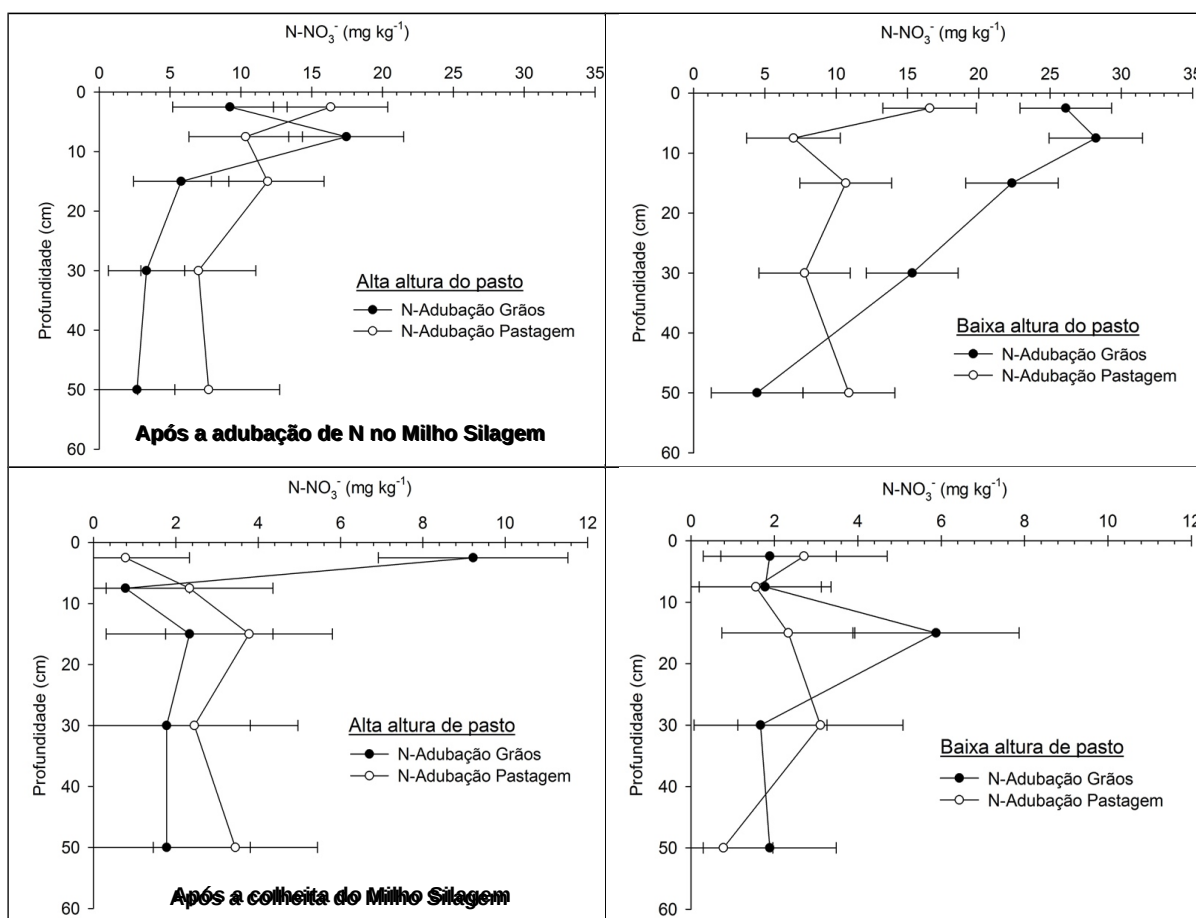 N-NO3- (mg kg-1)
0 5 10 15 20 25 30 35
0
10
20
30
40
50
60
Profundidade (cm)
Alta altura do pasto
N-Adubação Grãos
N-Adubação Pastagem
Após a adubação de N no Milho Silagem
N-NO3- (mg kg-1)
0 5 10 15 20 25 30 35
0
10
20
30
40
50
60
Profundidade (cm)
Baixa altura do pasto
N-Adubação Grãos
N-Adubação Pastagem
N-NO3- (mg kg-1)
0 2 4 6 8 10 12
0
10
20
30
40
50
60
Profundidade (cm)
Alta altura de pasto
N-Adubação Grãos
N-Adubação Pastagem
Após a colheita do Milho Silagem
N-NO3- (mg kg-1)
0 2 4 6 8 10 12
0
10
20
30
40
50
60
Profundidade (cm)
Baixa altura de pasto
N-Adubação Grãos
N-Adubação Pastagem